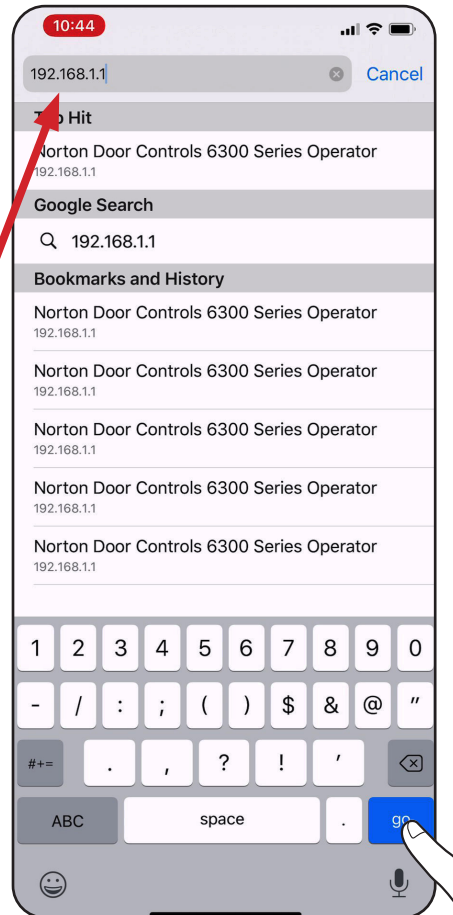 10:44
192.168.1.1
Cancel
Top Hit
Norton Door Controls 6300 Series Operator
192.168.1.1
Google Search
192.168.1.1
Bookmarks and History
Norton Door Controls 6300 Series Operator
192.168.1.1
Norton Door Controls 6300 Series Operator
192.168.1.1
Norton Door Controls 6300 Series Operator
192.168.1.1
Norton Door Controls 6300 Series Operator
192.168.1.1
Norton Door Controls 6300 Series Operator
192.168.1.1
1 2 3 4 5 6 7 8 9 0
- / : ; ( ) $ & @ "
#+= . , ? ! '
ABC space . go